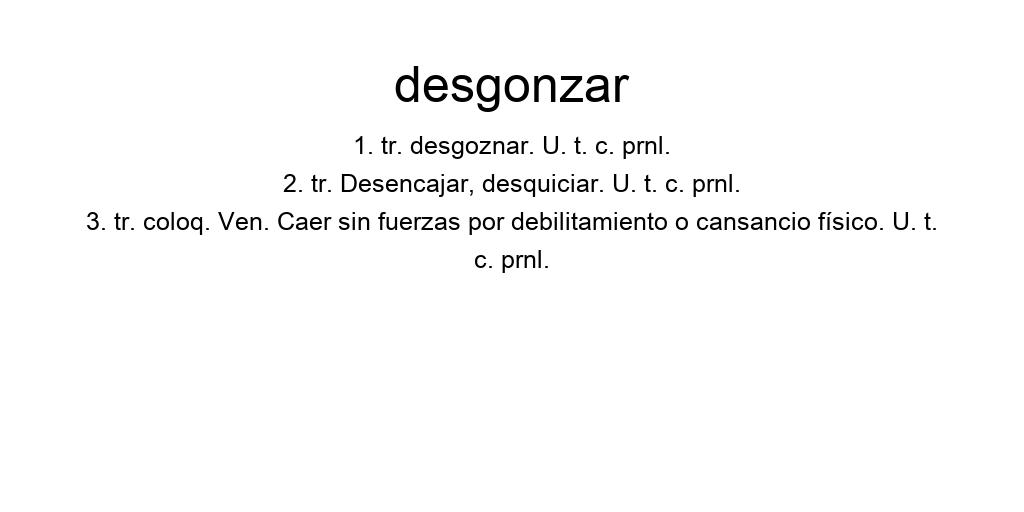 desgonzar
1. tr. desgoznar. U. t. c. prnl.
2. tr. Desencajar, desquiciar. U. t. c. prnl.
3. tr. coloq. Ven. Caer sin fuerzas por debilitamiento o cansancio físico. U. t.
c. prnl.